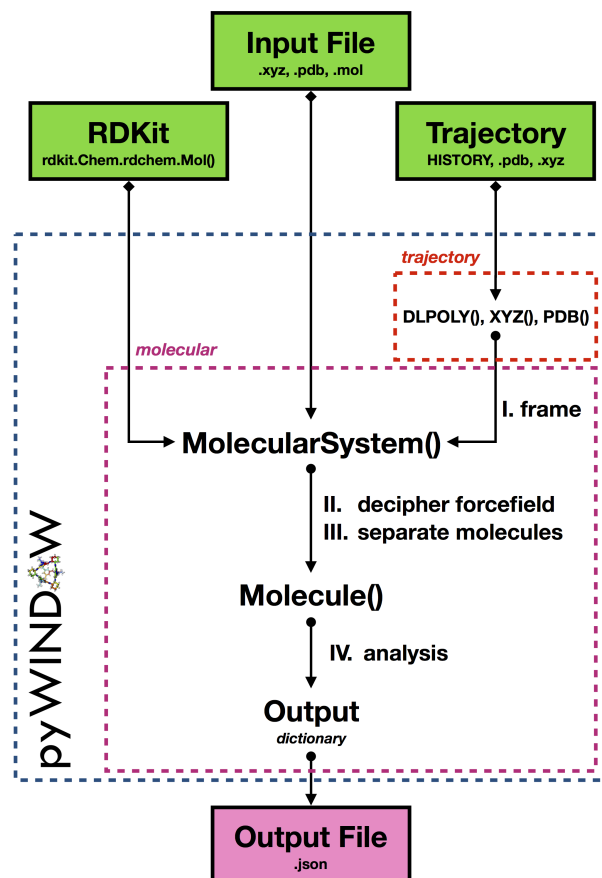 Input File
.xyz, .pdb, .mol
RDKit
rdkit.Chem.rdchem.Mol()
Trajectory
HISTORY, .pdb, .xyz
trajectory
DLPOLY(), XYZ(), PDB()
molecular
I. frame
MolecularSystem()
II. decipher forcefield
III. separate molecules
Molecule()
IV. analysis
Output
dictionary
pyWINDOW
Output File
.json